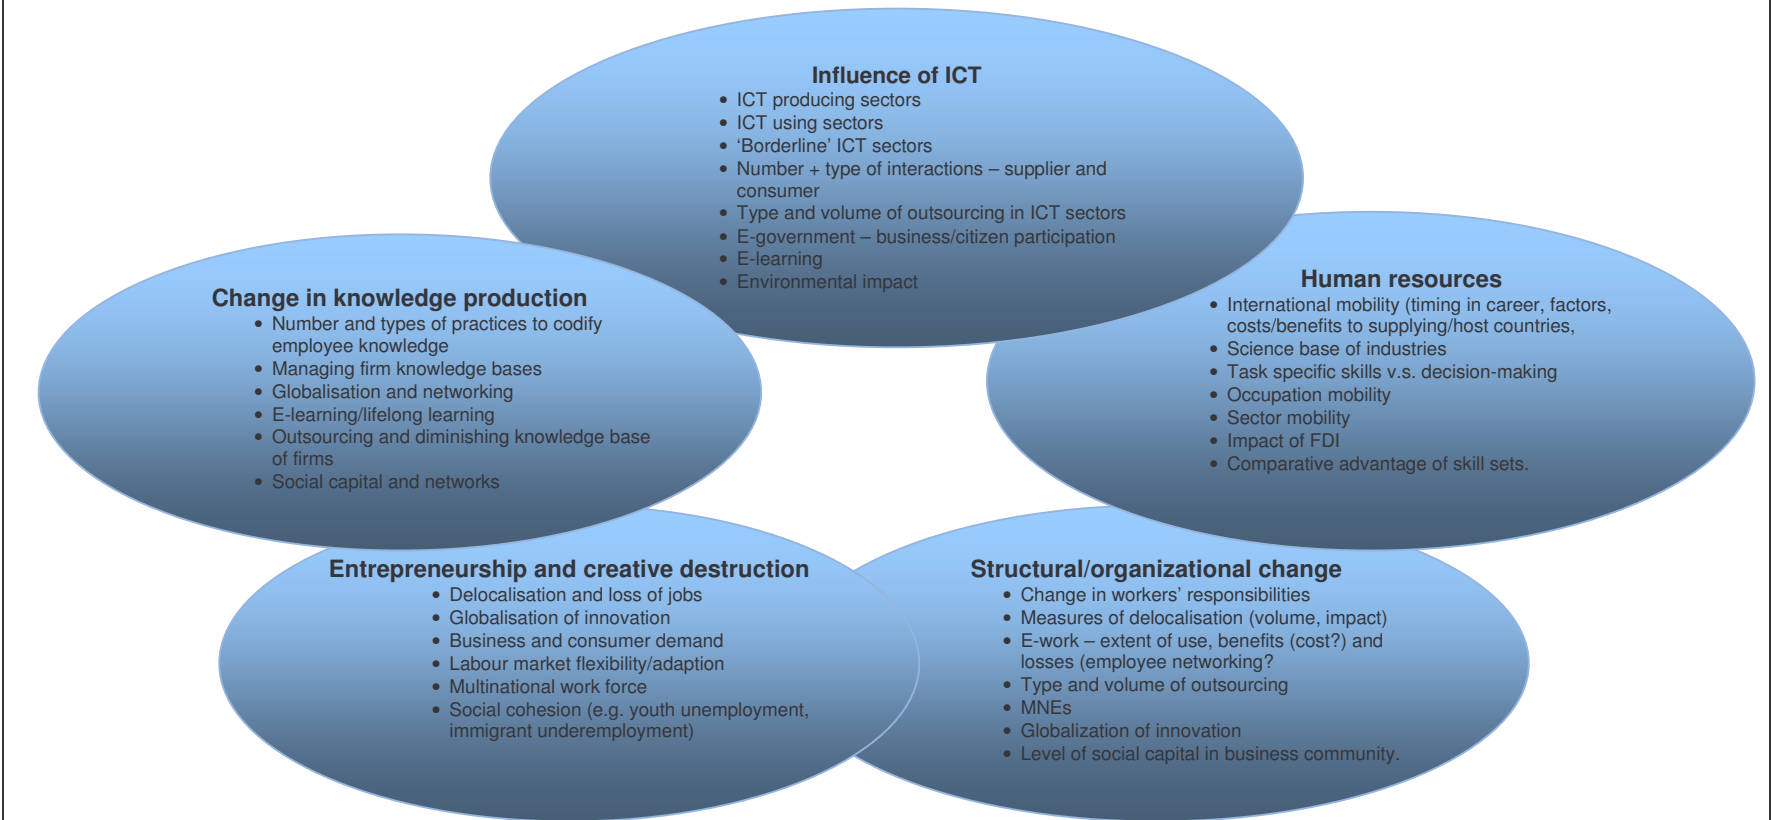 Influence of ICT
• ICT producing sectors
• ICT using sectors
• ‘Borderline’ ICT sectors
• Number + type of interactions – supplier and
consumer
• Type and volume of outsourcing in ICT sectors
• E-government – business/citizen participation
• E-learning
• Environmental impact
Change in knowledge production
• Number and types of practices to codify
employee knowledge
• Managing firm knowledge bases
• Globalisation and networking
• E-learning/lifelong learning
• Outsourcing and diminishing knowledge base
of firms
• Social capital and networks
Human resources
• International mobility (timing in career, factors,
costs/benefits to supplying/host countries,
• Science base of industries
• Task specific skills v.s. decision-making
• Occupation mobility
• Sector mobility
• Impact of FDI
• Comparative advantage of skill sets.
Entrepreneurship and creative destruction
• Delocalisation and loss of jobs
• Globalisation of innovation
• Business and consumer demand
• Labour market flexibility/adaption
• Multinational work force
• Social cohesion (e.g. youth unemployment,
immigrant underemployment)
Structural/organizational change
• Change in workers’ responsibilities
• Measures of delocalisation (volume, impact)
• E-work – extent of use, benefits (cost?) and
losses (employee networking?
• Type and volume of outsourcing
• MNEs
• Globalization of innovation
• Level of social capital in business community.